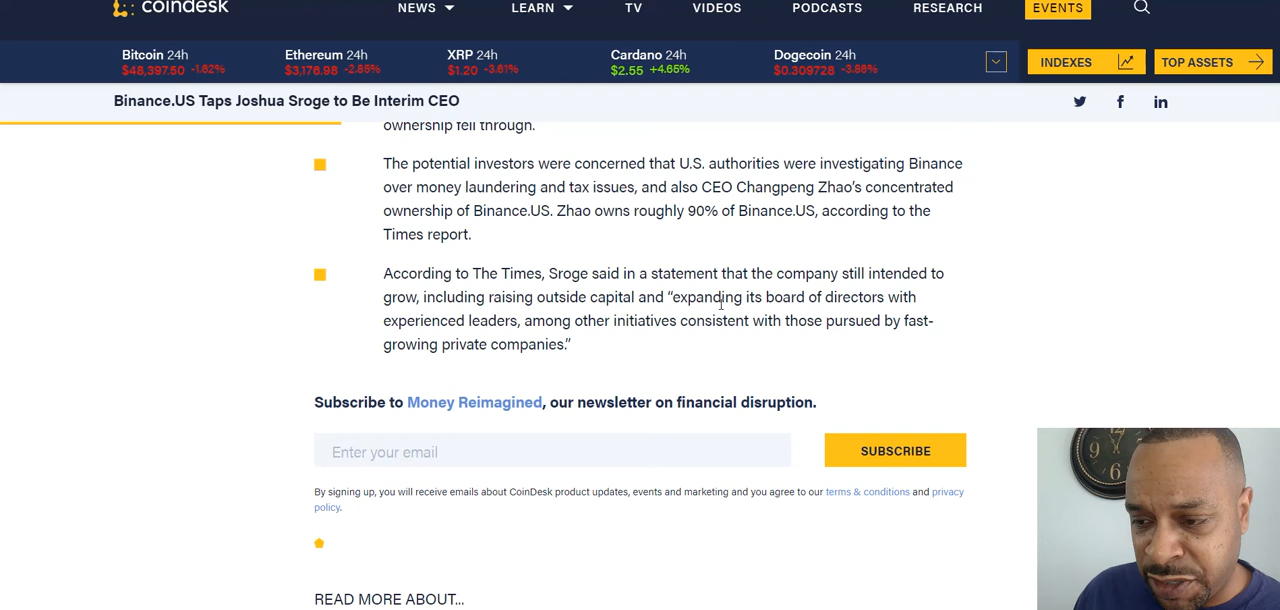 coindesk
NEWS LEARN TV VIDEOS PODCASTS RESEARCH EVENTS
Bitcoin 24h Ethereum 24h XRP 24h Cardano 24h Dogecoin 24h
$48,397.50 -1.62% $3,176.98 -2.85% $1.20 -3.61% $2.55 +4.65% $0.309728 -3.86%
INDEXES TOP ASSETS
Binance.US Taps Joshua Sroge to Be Interim CEO
ownership fell through.
The potential investors were concerned that U.S. authorities were investigating Binance
over money laundering and tax issues, and also CEO Changpeng Zhao’s concentrated
ownership of Binance.US. Zhao owns roughly 90% of Binance.US, according to the
Times report.
According to The Times, Sroge said in a statement that the company still intended to
grow, including raising outside capital and “expanding its board of directors with
experienced leaders, among other initiatives consistent with those pursued by fast-
growing private companies.”
Subscribe to Money Reimagined, our newsletter on financial disruption.
Enter your email
SUBSCRIBE
By signing up, you will receive emails about CoinDesk product updates, events and marketing and you agree to our terms & conditions and privacy
policy.
READ MORE ABOUT...